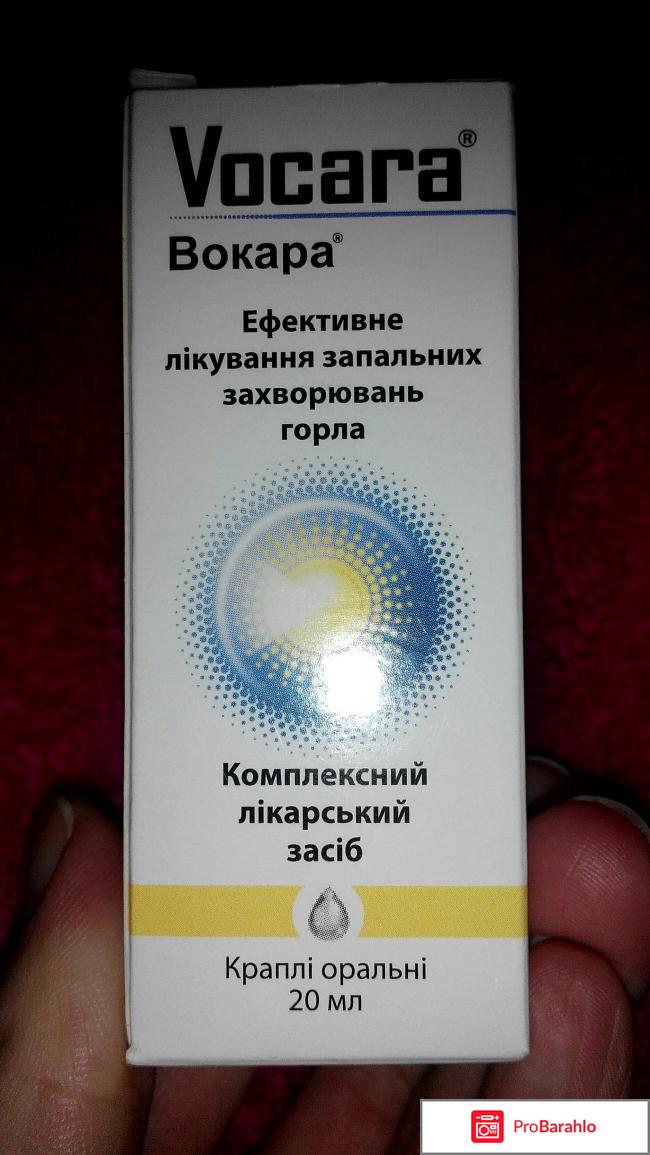 Vocara®
Вокара®
Ефективне
лікування запальних
захворювань
горла
Комплексний
лікарський
засіб
Краплі оральні
20 мл
ProBarahlo